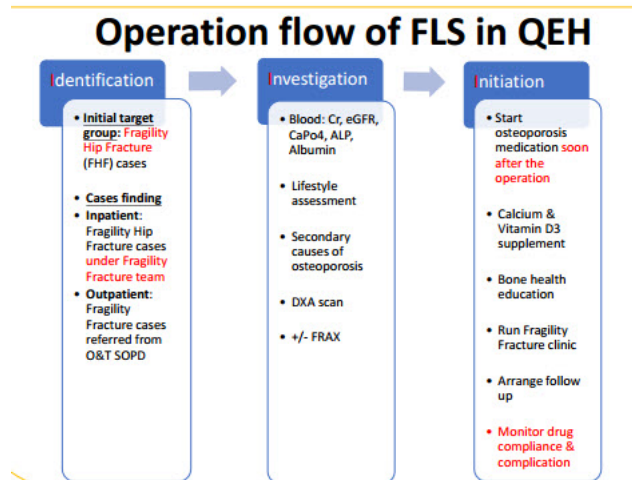 Operation flow of FLS in QEH
Identification
• Initial target
group: Fragility
Hip Fracture
(FHF) cases
• Cases finding
• Inpatient:
Fragility Hip
Fracture cases
under Fragility
Fracture team
• Outpatient:
Fragility
Fracture cases
referred from
O&T SOPD
Investigation
• Blood: Cr, eGFR,
CaPo4, ALP,
Albumin
• Lifestyle
assessment
• Secondary
causes of
osteoporosis
• DXA scan
• +/- FRAX
Initiation
• Start
osteoporosis
medication soon
after the
operation
• Calcium &
Vitamin D3
supplement
• Bone health
education
• Run Fragility
Fracture clinic
• Arrange follow
up
• Monitor drug
compliance &
complication